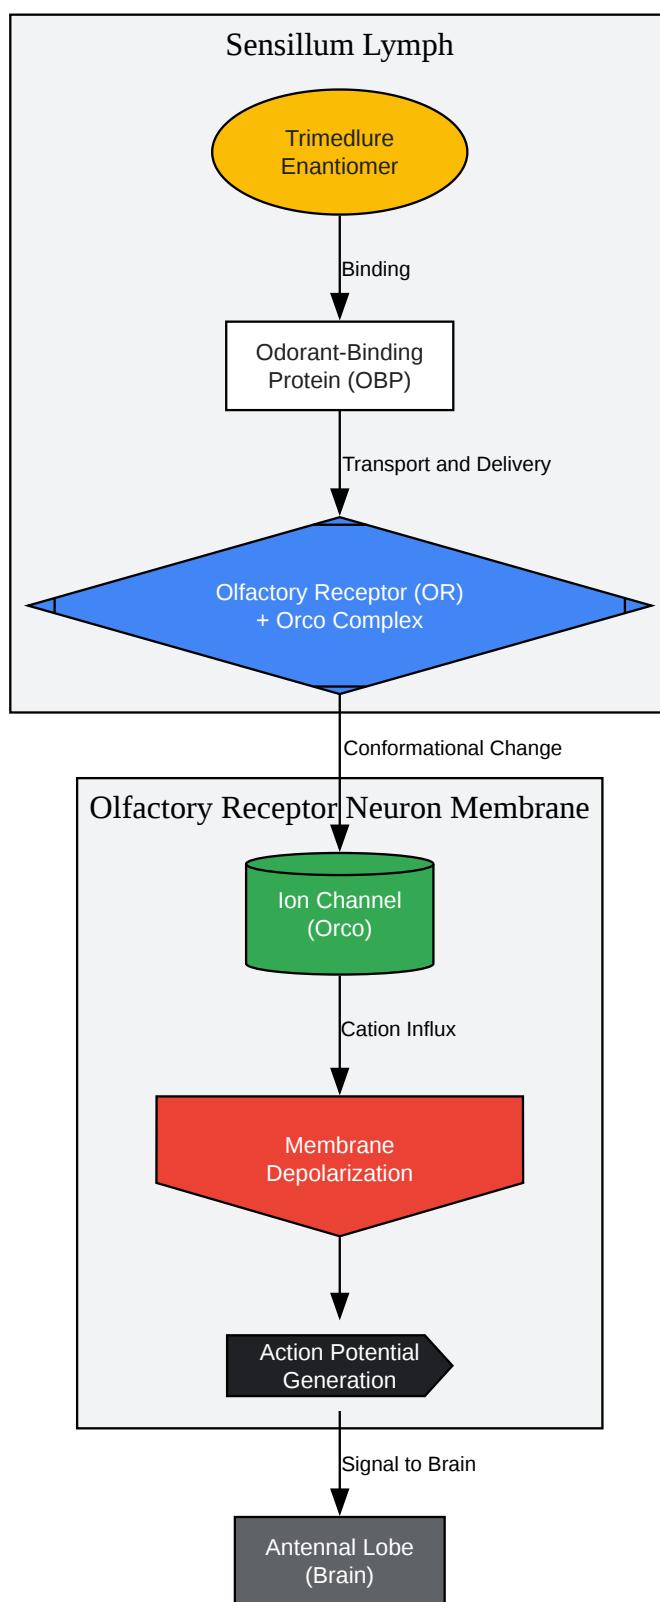 Sensillum Lymph
Trimedlure
Enantiomer
Binding
Odorant-Binding
Protein (OBP)
Transport and Delivery
Olfactory Receptor (OR)
+ Orco Complex
Conformational Change
Olfactory Receptor Neuron Membrane
Ion Channel
(Orco)
Cation Influx
Membrane
Depolarization
Action Potential
Generation
Signal to Brain
Antennal Lobe
(Brain)